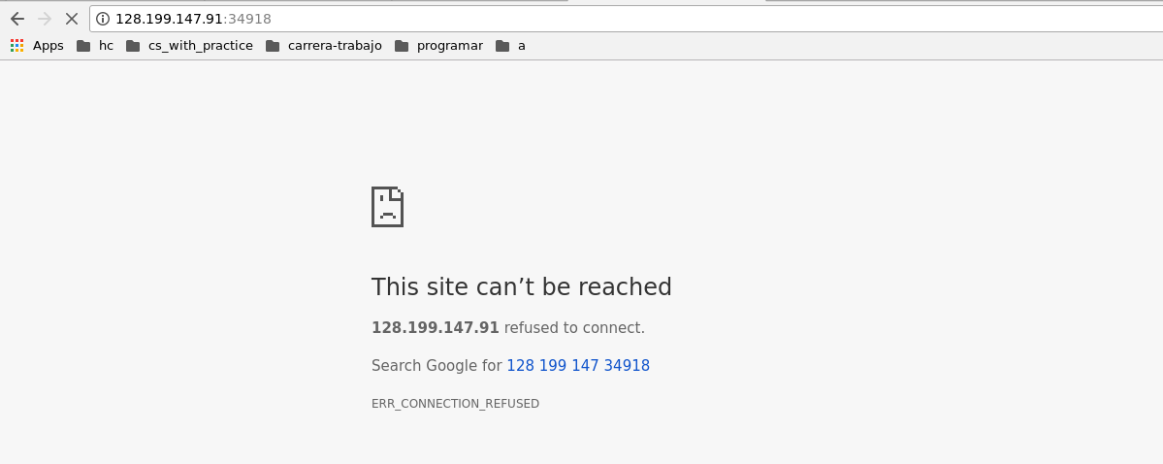 128.199.147.91:34918
Apps hc cs_with_practice carrera-trabajo programar a
This site can’t be reached
128.199.147.91 refused to connect.
Search Google for 128 199 147 34918
ERR_CONNECTION_REFUSED